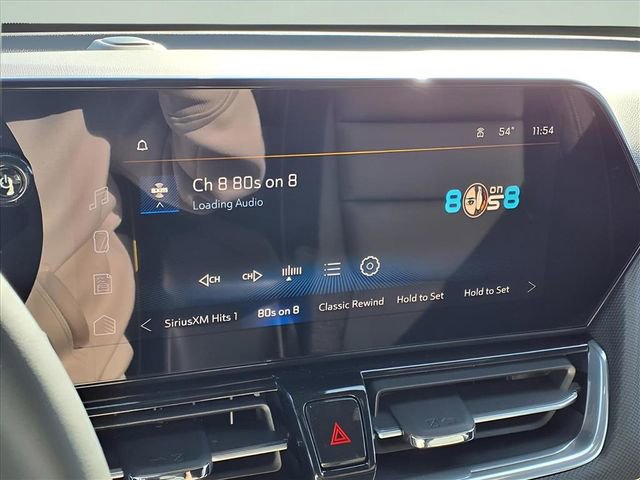 54° 11:54
Ch 8 80s on 8
Loading Audio
80s on 8
CH CH
SiriusXM Hits 1 80s on 8 Classic Rewind Hold to Set Hold to Set